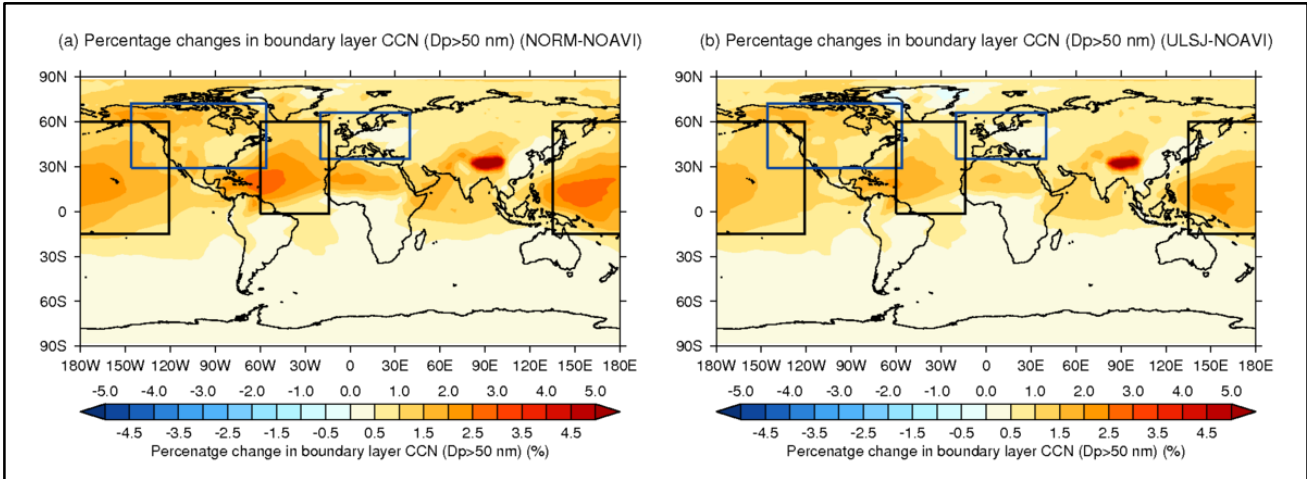 (a) Percentage changes in boundary layer CCN (Dp>50 nm) (NORM-NOAVI)
90N
60N
30N
0
30S
60S
90S
180W 150W 120W 90W 60W 30W 0 30E 60E 90E 120E 150E 180E
-5.0 -4.0 -3.0 -2.0 -1.0 0.0 1.0 2.0 3.0 4.0 5.0
-4.5 -3.5 -2.5 -1.5 -0.5 0.5 1.5 2.5 3.5 4.5
Percenatge change in boundary layer CCN (Dp>50 nm) (%)
(b) Percentage changes in boundary layer CCN (Dp>50 nm) (ULSJ-NOAVI)
90N
60N
30N
0
30S
60S
90S
180W 150W 120W 90W 60W 30W 0 30E 60E 90E 120E 150E 180E
-5.0 -4.0 -3.0 -2.0 -1.0 0.0 1.0 2.0 3.0 4.0 5.0
-4.5 -3.5 -2.5 -1.5 -0.5 0.5 1.5 2.5 3.5 4.5
Percenatge change in boundary layer CCN (Dp>50 nm) (%)